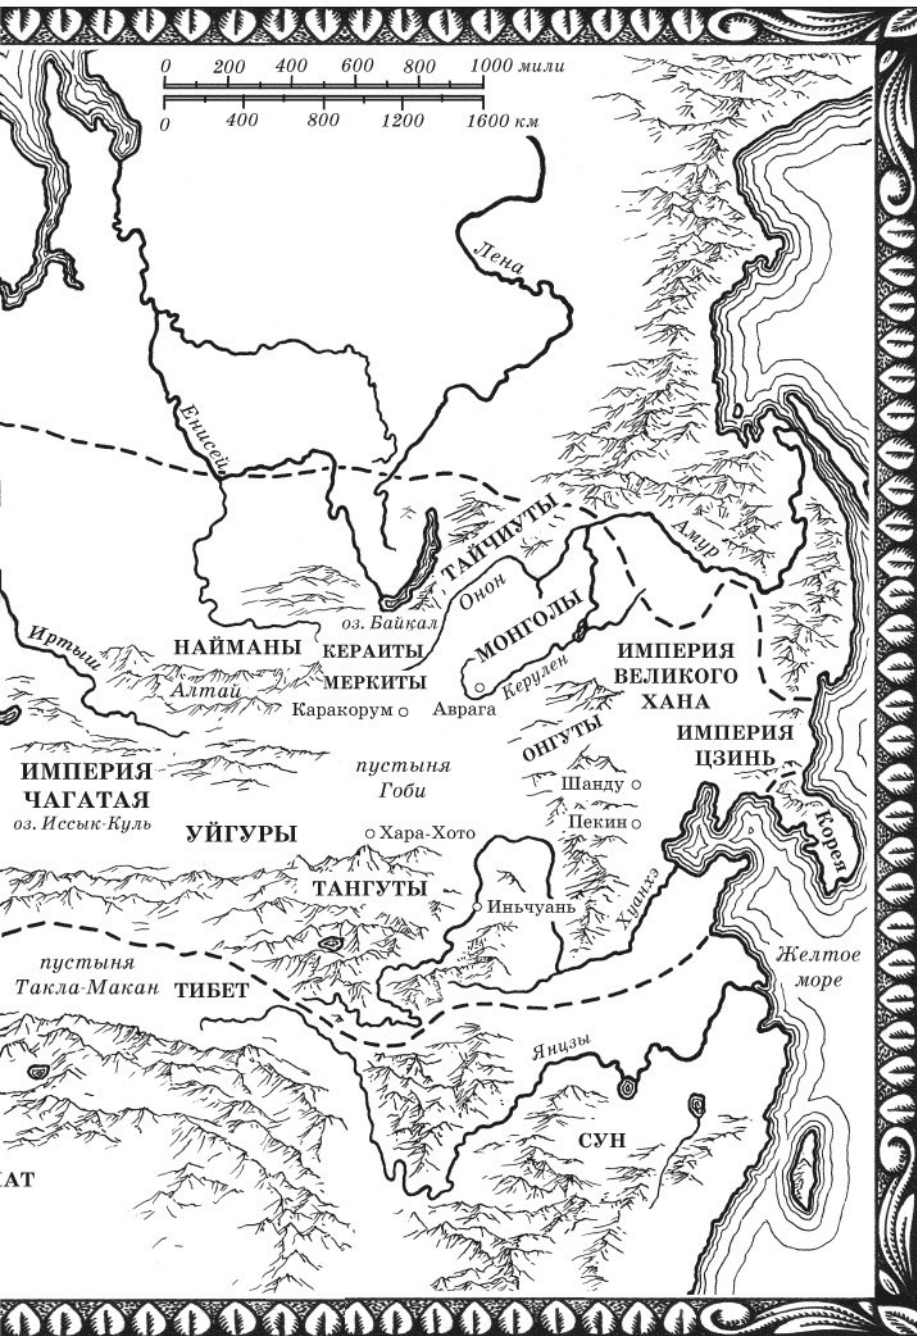 0 200 400 600 800 1000 мили
0 400 800 1200 1600 км
Лена
Енисей
ТАЙЧИУТЫ
Амур
Онон
оз. Байкал
МОНГОЛЫ
Иртыш
НАЙМАНЫ
КЕРАИТЫ
ИМПЕРИЯ
ВЕЛИКОГО
ХАНА
Алтай
МЕРКИТЫ
Керулен
Каракорум
Аврага
ОНГУТЫ
ИМПЕРИЯ
ЦЗИНЬ
ИМПЕРИЯ
ЧАГАТАЯ
оз. Иссык-Куль
пустыня
Гоби
Шанду
УЙГУРЫ
Хара-Хото
Пекин
Корея
ТАНГУТЫ
Иньчуань
Хуанхэ
пустыня
Такла-Макан
ТИБЕТ
Желтое
море
Янцзы
СУН
АТ